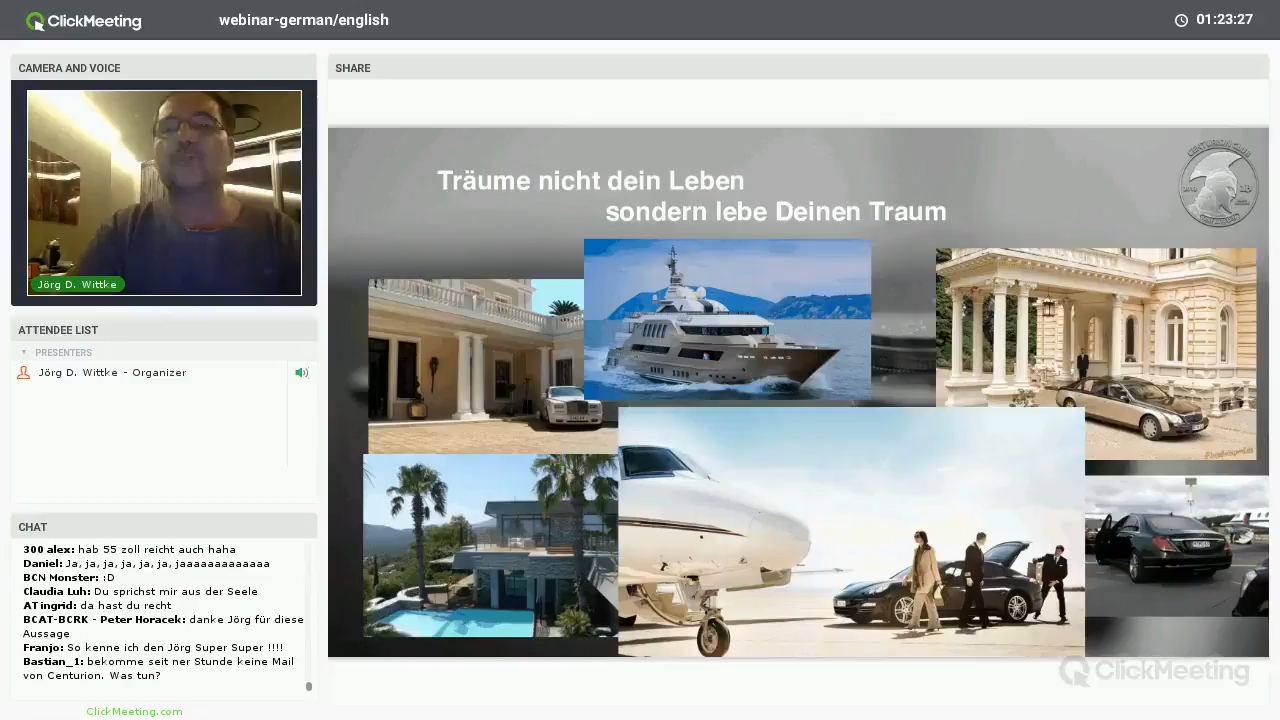 ClickMeeting
webinar-german/english
01:23:27
CAMERA AND VOICE
Jörg D. Wittke
ATTENDEE LIST
PRESENTERS
Jörg D. Wittke - Organizer
CHAT
300 alex: hab 55 zoll reicht auch haha
Daniel: Ja, ja, ja, ja, ja, ja, jaaaaaaaaaaaaa
BCN Monster: :D
Claudia Luh: Du sprichst mir aus der Seele
ATingrid: da hast du recht
BCAT-BCRK - Peter Horacek: danke Jörg für diese
Aussage
Franjo: So kenne ich den Jörg Super Super !!!!
Bastian_1: bekomme seit ner Stunde keine Mail
von Centurion. Was tun?
ClickMeeting.com
SHARE
Träume nicht dein Leben
sondern lebe Deinen Traum
CENTURION CLUB
ClickMeeting